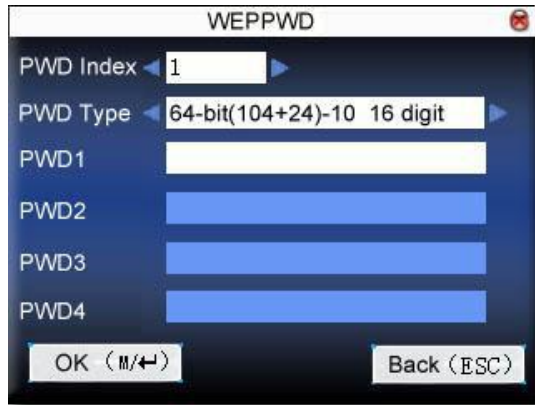 WEPPWD
PWD Index 1
PWD Type 64-bit(104+24)-10 16 digit
PWD1
PWD2
PWD3
PWD4
OK (M/↵) Back (ESC)